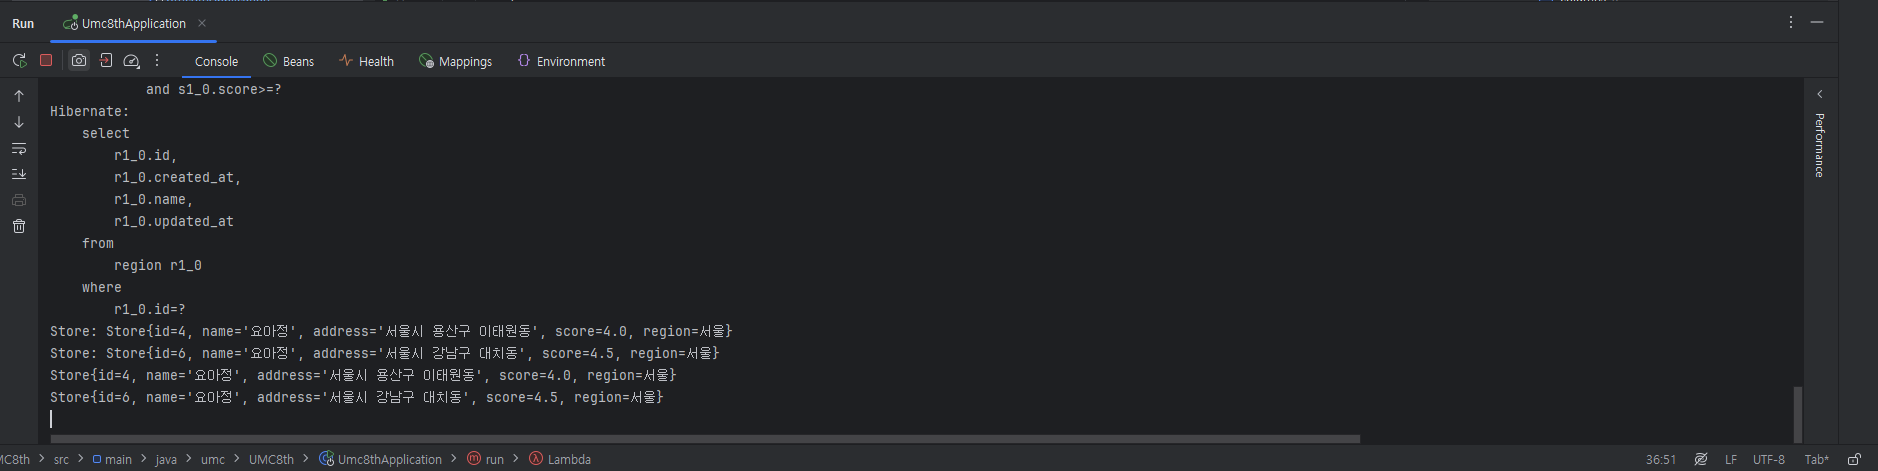 Run Umc8thApplication
Console Beans Health Mappings Environment
and s1_0.score>=?
Hibernate:
select
r1_0.id,
r1_0.created_at,
r1_0.name,
r1_0.updated_at
from
region r1_0
where
r1_0.id=?
Store: Store{id=4, name='요아정', address='서울시 용산구 이태원동', score=4.0, region=서울}
Store: Store{id=6, name='요아정', address='서울시 강남구 대치동', score=4.5, region=서울}
Store{id=4, name='요아정', address='서울시 용산구 이태원동', score=4.0, region=서울}
Store{id=6, name='요아정', address='서울시 강남구 대치동', score=4.5, region=서울}
Performance
MC8th > src > main > java > umc > UMC8th > Umc8thApplication > run > Lambda
36:51 LF UTF-8 Tab*